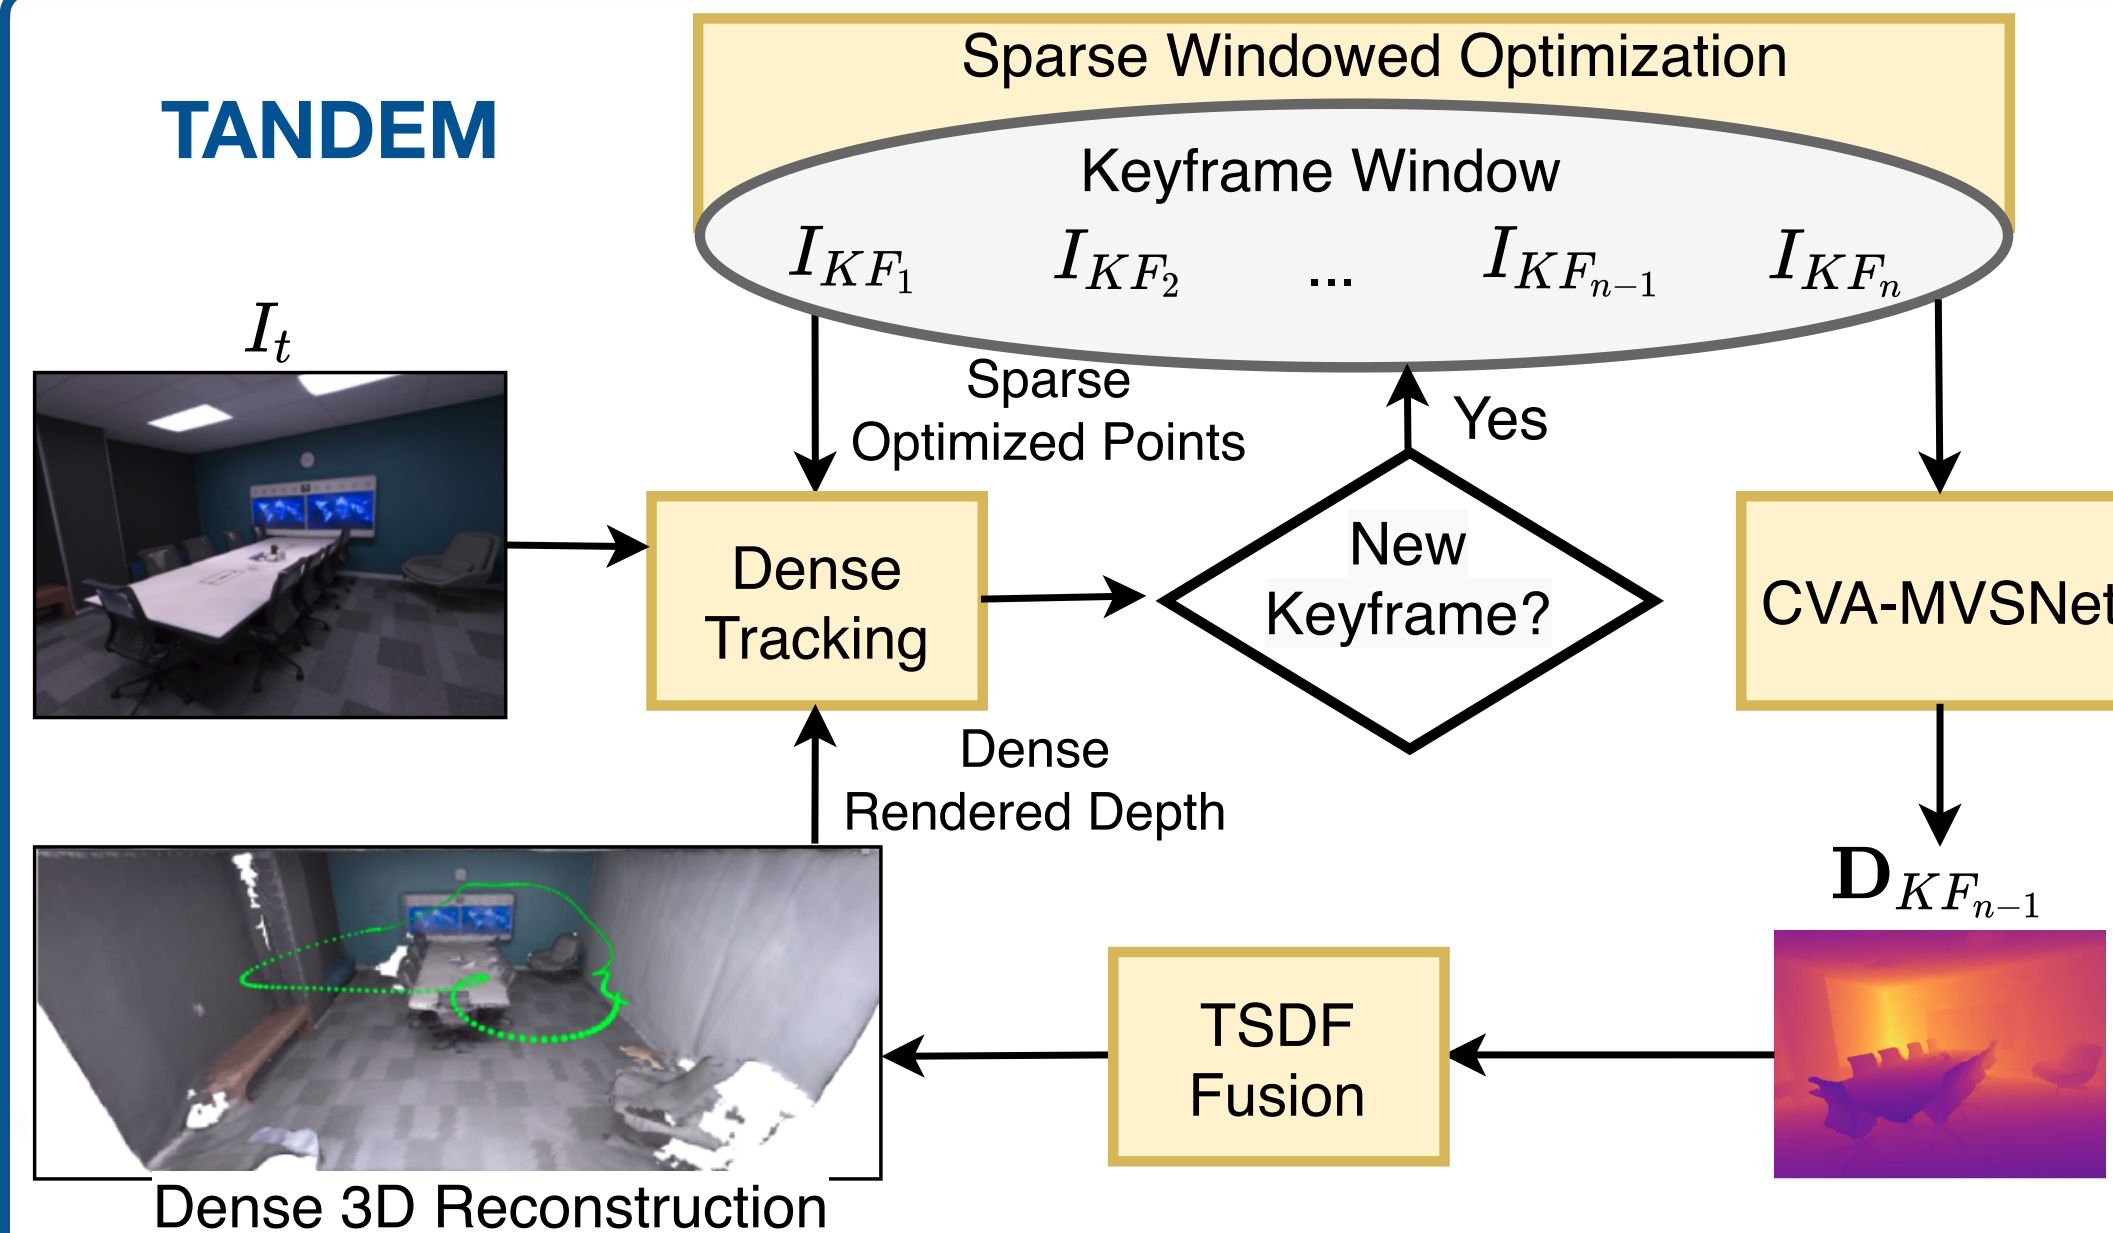 TANDEM
Sparse Windowed Optimization
Keyframe Window
I_{KF_1} I_{KF_2} ... I_{KF_{n-1}} I_{KF_n}
I_t
Sparse
Optimized Points
Yes
Dense
Tracking
New
Keyframe?
CVA-MVSNet
Dense
Rendered Depth
D_{KF_{n-1}}
TSDF
Fusion
Dense 3D Reconstruction